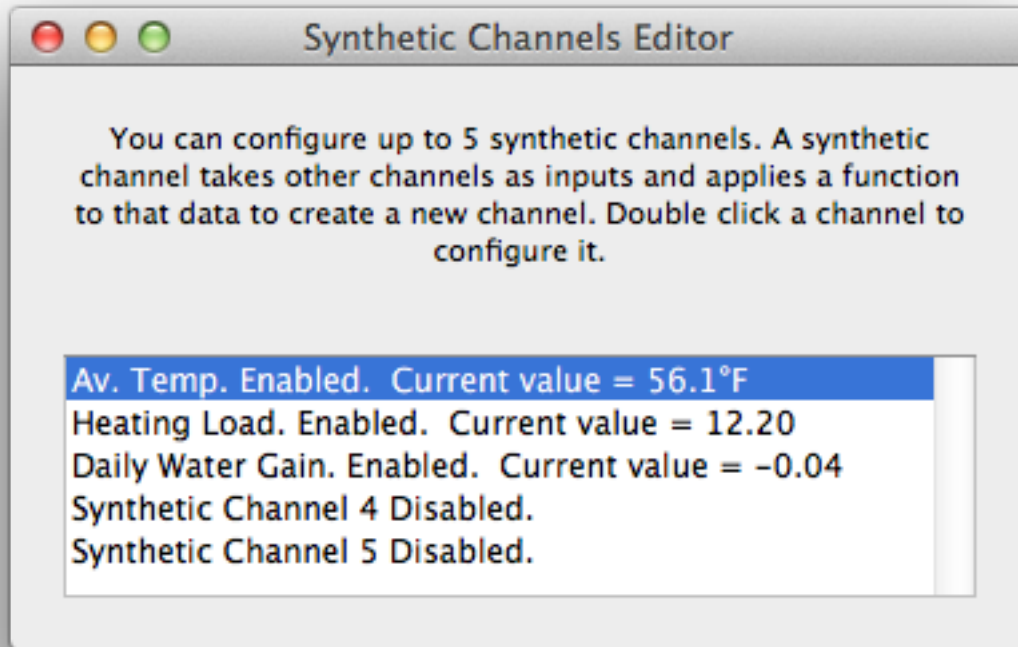 Synthetic Channels Editor
You can configure up to 5 synthetic channels. A synthetic
channel takes other channels as inputs and applies a function
to that data to create a new channel. Double click a channel to
configure it.
Av. Temp. Enabled.  Current value = 56.1°F
Heating Load. Enabled.  Current value = 12.20
Daily Water Gain. Enabled.  Current value = -0.04
Synthetic Channel 4 Disabled.
Synthetic Channel 5 Disabled.